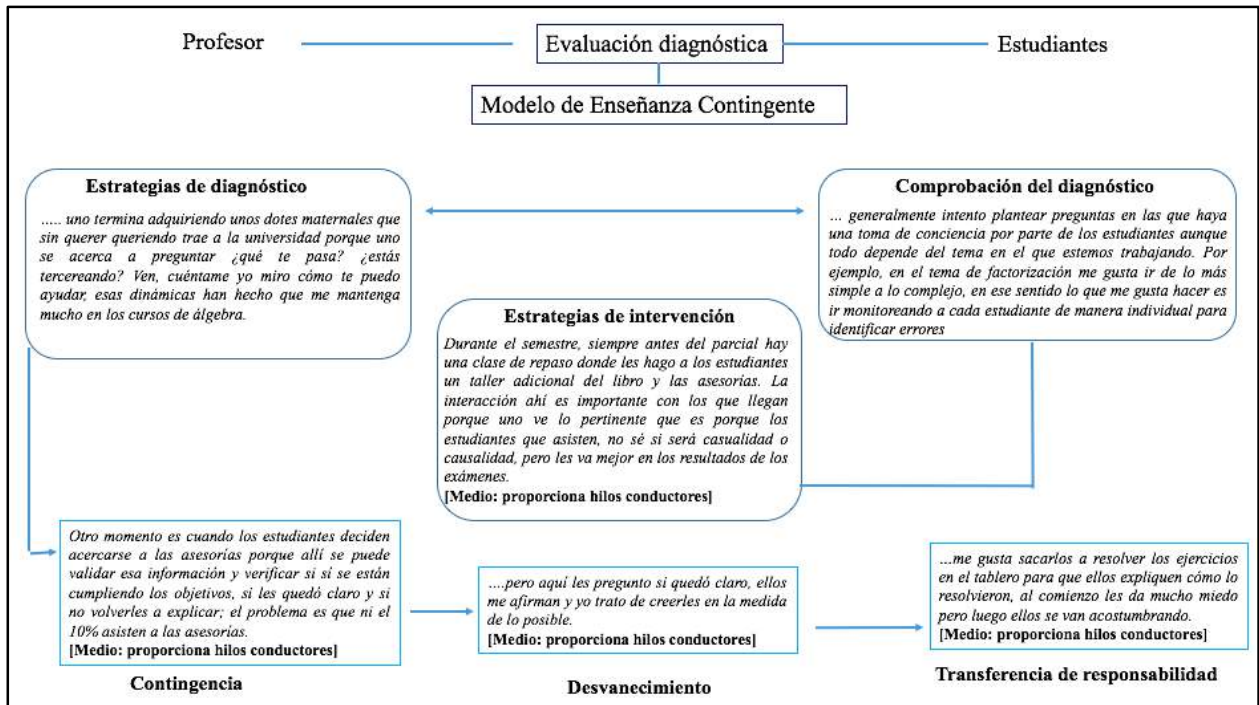 Profesor
Evaluación diagnóstica
Estudiantes
Modelo de Enseñanza Contingente
Estrategias de diagnóstico
..... uno termina adquiriendo unos dotes maternales que
sin querer queriendo trae a la universidad porque uno
se acerca a preguntar ¿qué te pasa? ¿estás
tercereando? Ven, cuéntame yo miro cómo te puedo
ayudar, esas dinámicas han hecho que me mantenga
mucho en los cursos de álgebra.
Comprobación del diagnóstico
... generalmente intento plantear preguntas en las que haya
una toma de conciencia por parte de los estudiantes aunque
todo depende del tema en el que estemos trabajando. Por
ejemplo, en el tema de factorización me gusta ir de lo más
simple a lo complejo, en ese sentido lo que me gusta hacer es
ir monitoreando a cada estudiante de manera individual para
identificar errores
Estrategias de intervención
Durante el semestre, siempre antes del parcial hay
una clase de repaso donde les hago a los estudiantes
un taller adicional del libro y las asesorías. La
interacción ahí es importante con los que llegan
porque uno ve lo pertinente que es porque los
estudiantes que asisten, no sé si será casualidad o
causalidad, pero les va mejor en los resultados de los
exámenes.
[Medio: proporciona hilos conductores]
Otro momento es cuando los estudiantes deciden
acercarse a las asesorías porque allí se puede
validar esa información y verificar si sí se están
cumpliendo los objetivos, si les quedó claro y si
no volverles a explicar; el problema es que ni el
10% asisten a las asesorías.
[Medio: proporciona hilos conductores]
Contingencia
....pero aquí les pregunto si quedó claro, ellos
me afirman y yo trato de creerles en la medida
de lo posible.
[Medio: proporciona hilos conductores]
Desvanecimiento
...me gusta sacarlos a resolver los ejercicios
en el tablero para que ellos expliquen cómo lo
resolvieron, al comienzo les da mucho miedo
pero luego ellos se van acostumbrando.
[Medio: proporciona hilos conductores]
Transferencia de responsabilidad